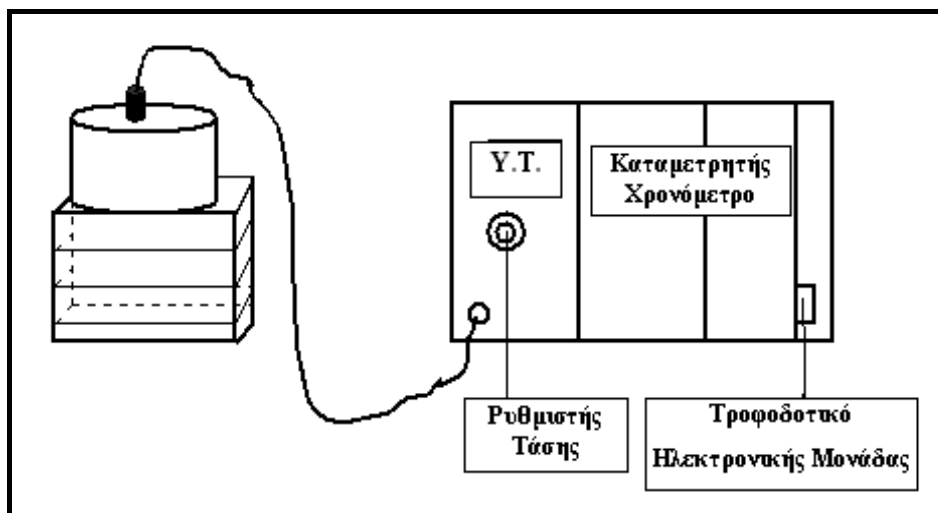 Υ.Τ.
Καταμετρητής
Χρονόμετρο
Ρυθμιστής
Τάσης
Τροφοδοτικό
Ηλεκτρονικής Μονάδας